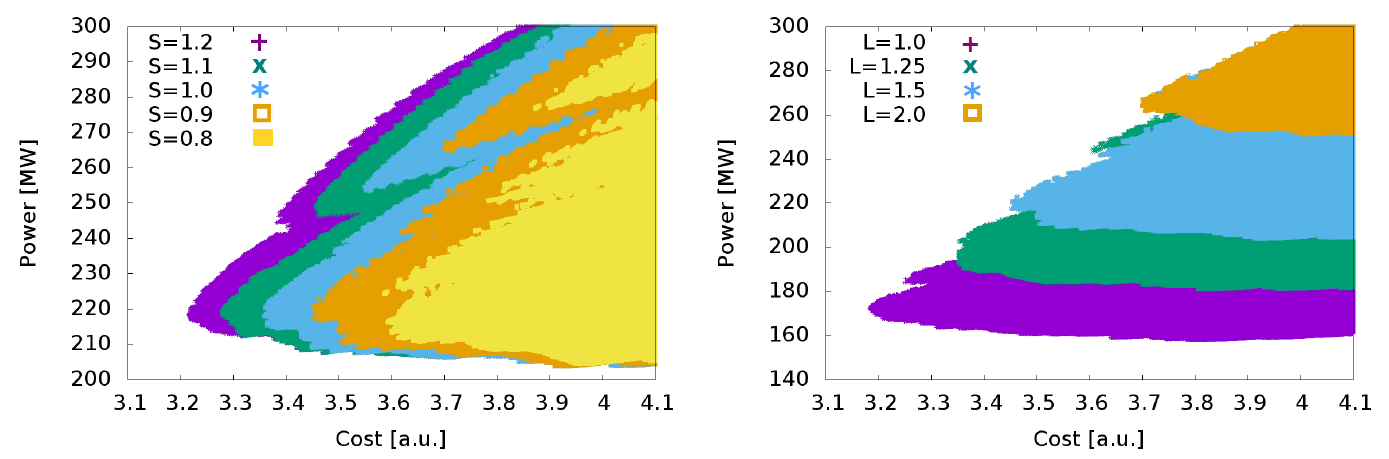 300
290
280
270
260
250
240
230
220
210
200
Power [MW]
S=1.2
S=1.1
S=1.0
S=0.9
S=0.8
3.1 3.2 3.3 3.4 3.5 3.6 3.7 3.8 3.9 4 4.1
Cost [a.u.]
300
280
260
240
220
200
180
160
140
Power [MW]
L=1.0
L=1.25
L=1.5
L=2.0
3.1 3.2 3.3 3.4 3.5 3.6 3.7 3.8 3.9 4 4.1
Cost [a.u.]